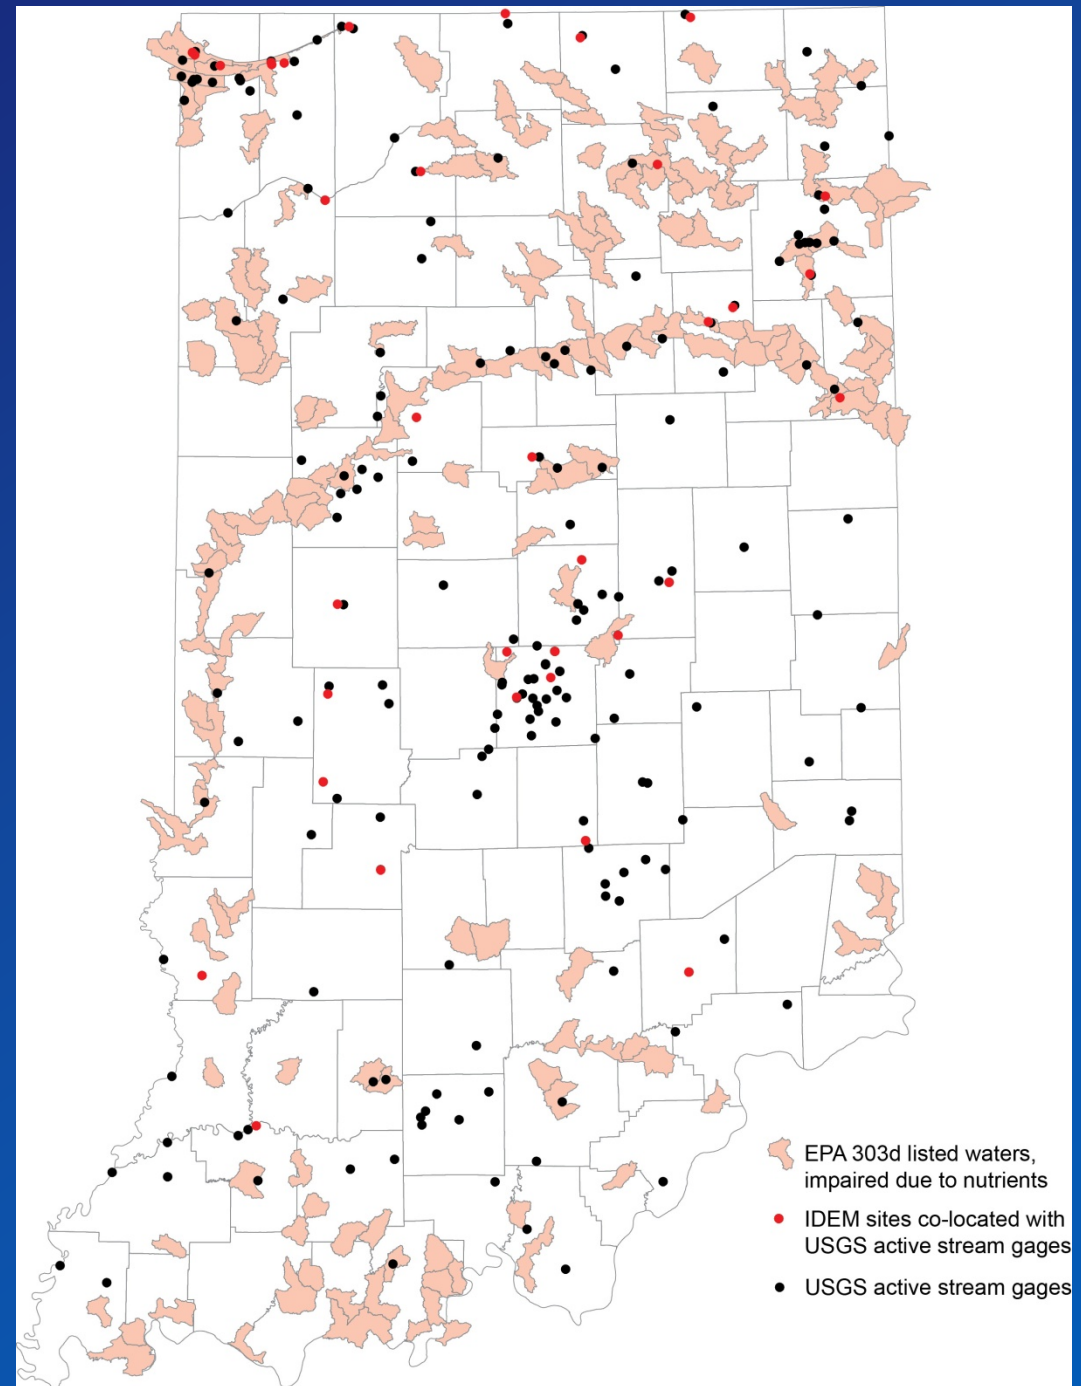 EPA 303d listed waters,
impaired due to nutrients
IDEM sites co-located with
USGS active stream gages
USGS active stream gages